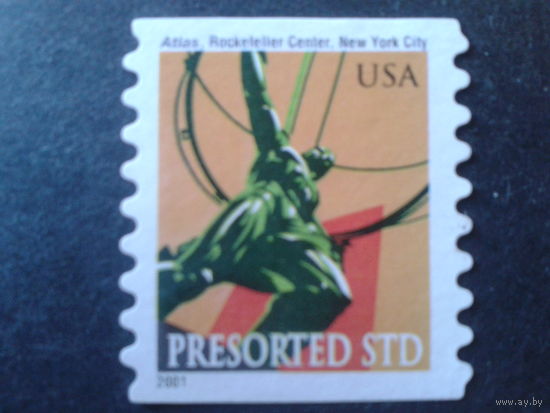 Atlas, Rockefeller Center, New York City
USA
PRESORTED STD
2001
www.ay.by